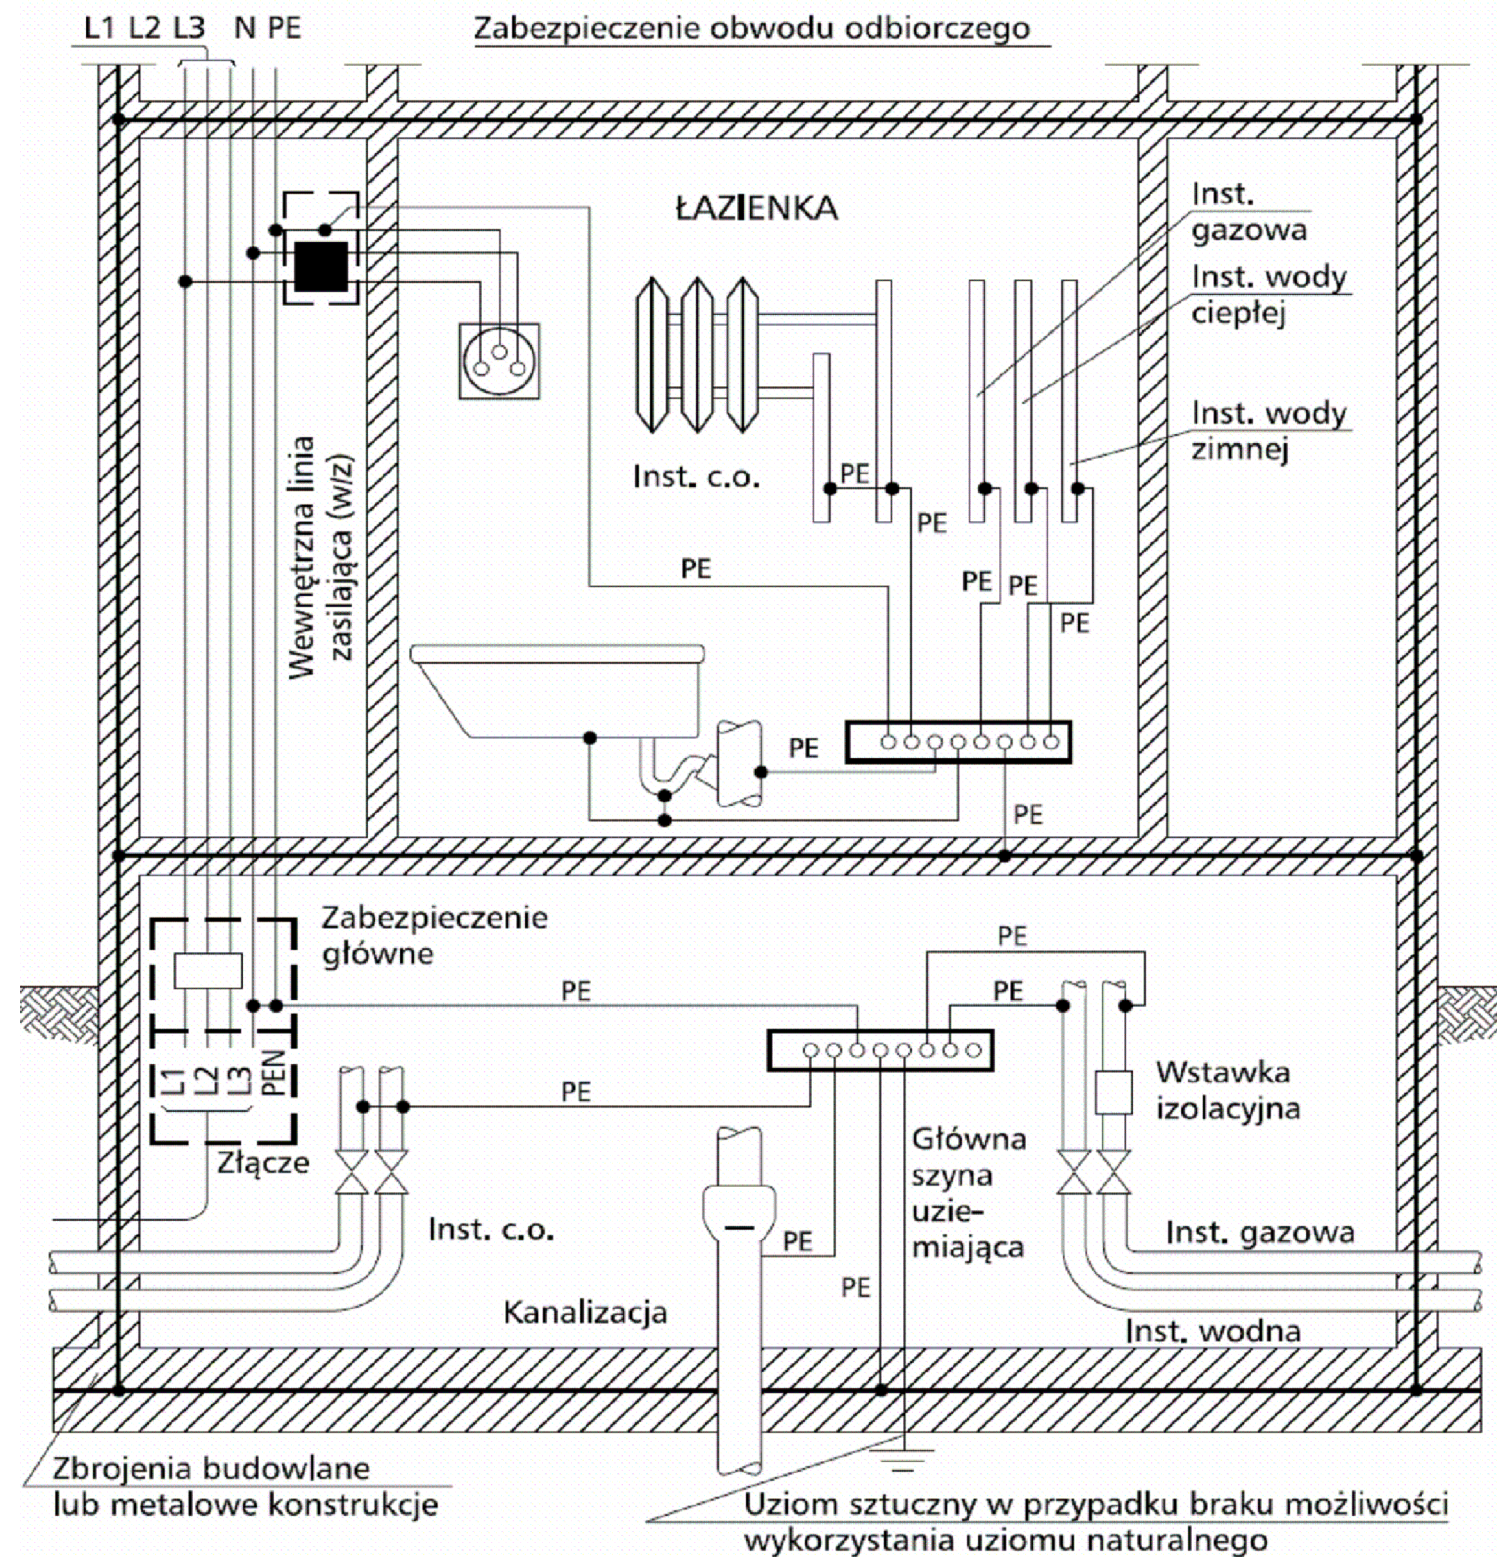 L1 L2 L3 N PE
Zabezpieczenie obwodu odbiorczego
ŁAZIENKA
Inst.
gazowa
Inst. wody
ciepłej
Inst. wody
zimnej
Wewnętrzna linia
zasilająca (w/z)
Inst. c.o.
PE
PE
PE
PE
PE
PE
PE
PE
Zabezpieczenie
główne
PE
PE
PE
L1
L2
L3
PEN
Złącze
PE
Wstawka
izolacyjna
Główna
szyna
uzie-
miająca
Inst. c.o.
PE
PE
Inst. gazowa
Kanalizacja
Inst. wodna
Zbrojenia budowlane
lub metalowe konstrukcje
Uziom sztuczny w przypadku braku możliwości
wykorzystania uziomu naturalnego